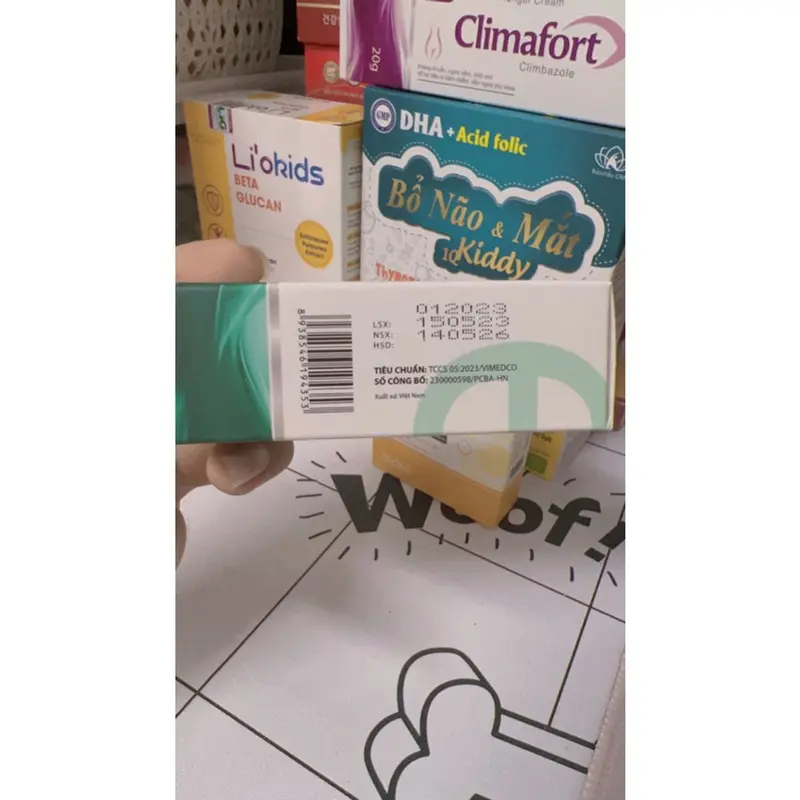 Climafort
Climbazole
20g
GMP
DHA + Acid folic
Bổ Não & Mắt
IQ Kiddy
Li'okids
BETA
GLUCAN
012023
LSX: 150523
NSX: 140526
HSD:
8938546194353
TIÊU CHUẨN: TCCS 05:2023/VIMEDCO
SỐ CÔNG BỐ: 230000598/PCBA-HN
Xuất xứ: Việt Nam
Woof!